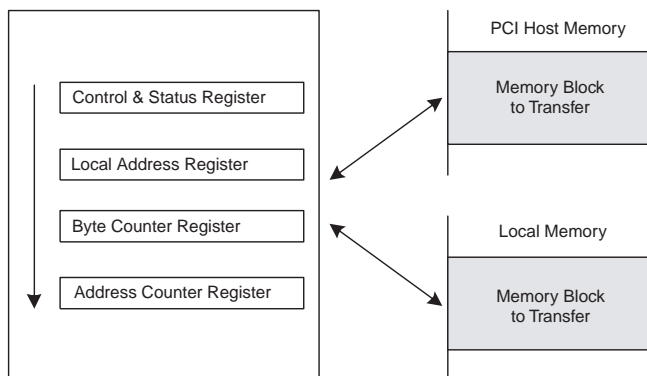 Control & Status Register
Local Address Register
Byte Counter Register
Address Counter Register
PCI Host Memory
Memory Block
to Transfer
Local Memory
Memory Block
to Transfer